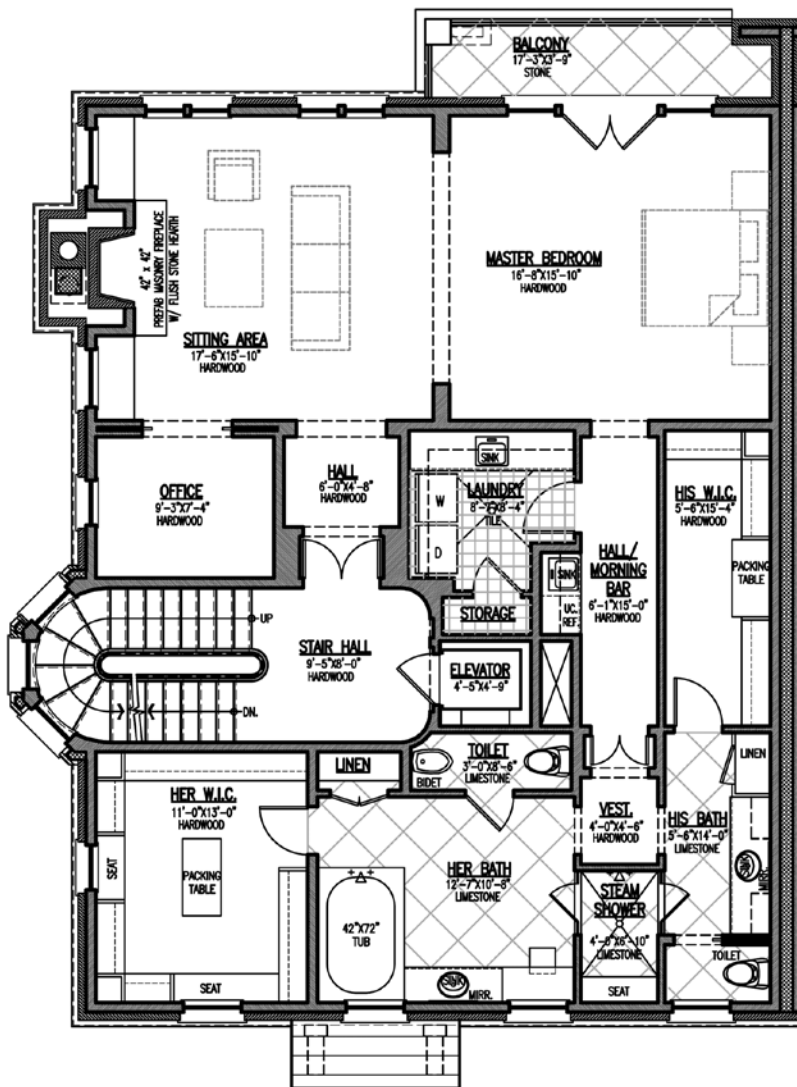 BALCONY
17'-3"X3'-9"
STONE
42" x 42"
PREFAB MASONRY FIREPLACE
W/ FLUSH STONE HEARTH
SITTING AREA
17'-6"X15'-10"
HARDWOOD
MASTER BEDROOM
16'-8"X15'-10"
HARDWOOD
OFFICE
9'-3"X7'-4"
HARDWOOD
HALL
6'-0"X4'-8"
HARDWOOD
SINK
W
D
LAUNDRY
TILE
STORAGE
HIS W.I.C.
5'-6"X15'-4"
HARDWOOD
PACKING
TABLE
HALL/
MORNING
BAR
6'-1"X15'-0"
HARDWOOD
SINK
UC.
REF.
UP
DN.
STAIR HALL
9'-5"X8'-0"
HARDWOOD
ELEVATOR
4'-5"X4'-9"
LINEN
TOILET
3'-0"X8'-6"
LIMESTONE
BIDET
LINEN
HER W.I.C.
11'-0"X13'-0"
HARDWOOD
SEAT
PACKING
TABLE
SEAT
VEST.
4'-0"X4'-6"
HARDWOOD
HIS BATH
5'-6"X14'-0"
LIMESTONE
SINK
MIRR.
HER BATH
12'-7"X10'-8"
LIMESTONE
42"X72"
TUB
SINK
MIRR.
STEAM
SHOWER
LIMESTONE
SEAT
TOILET